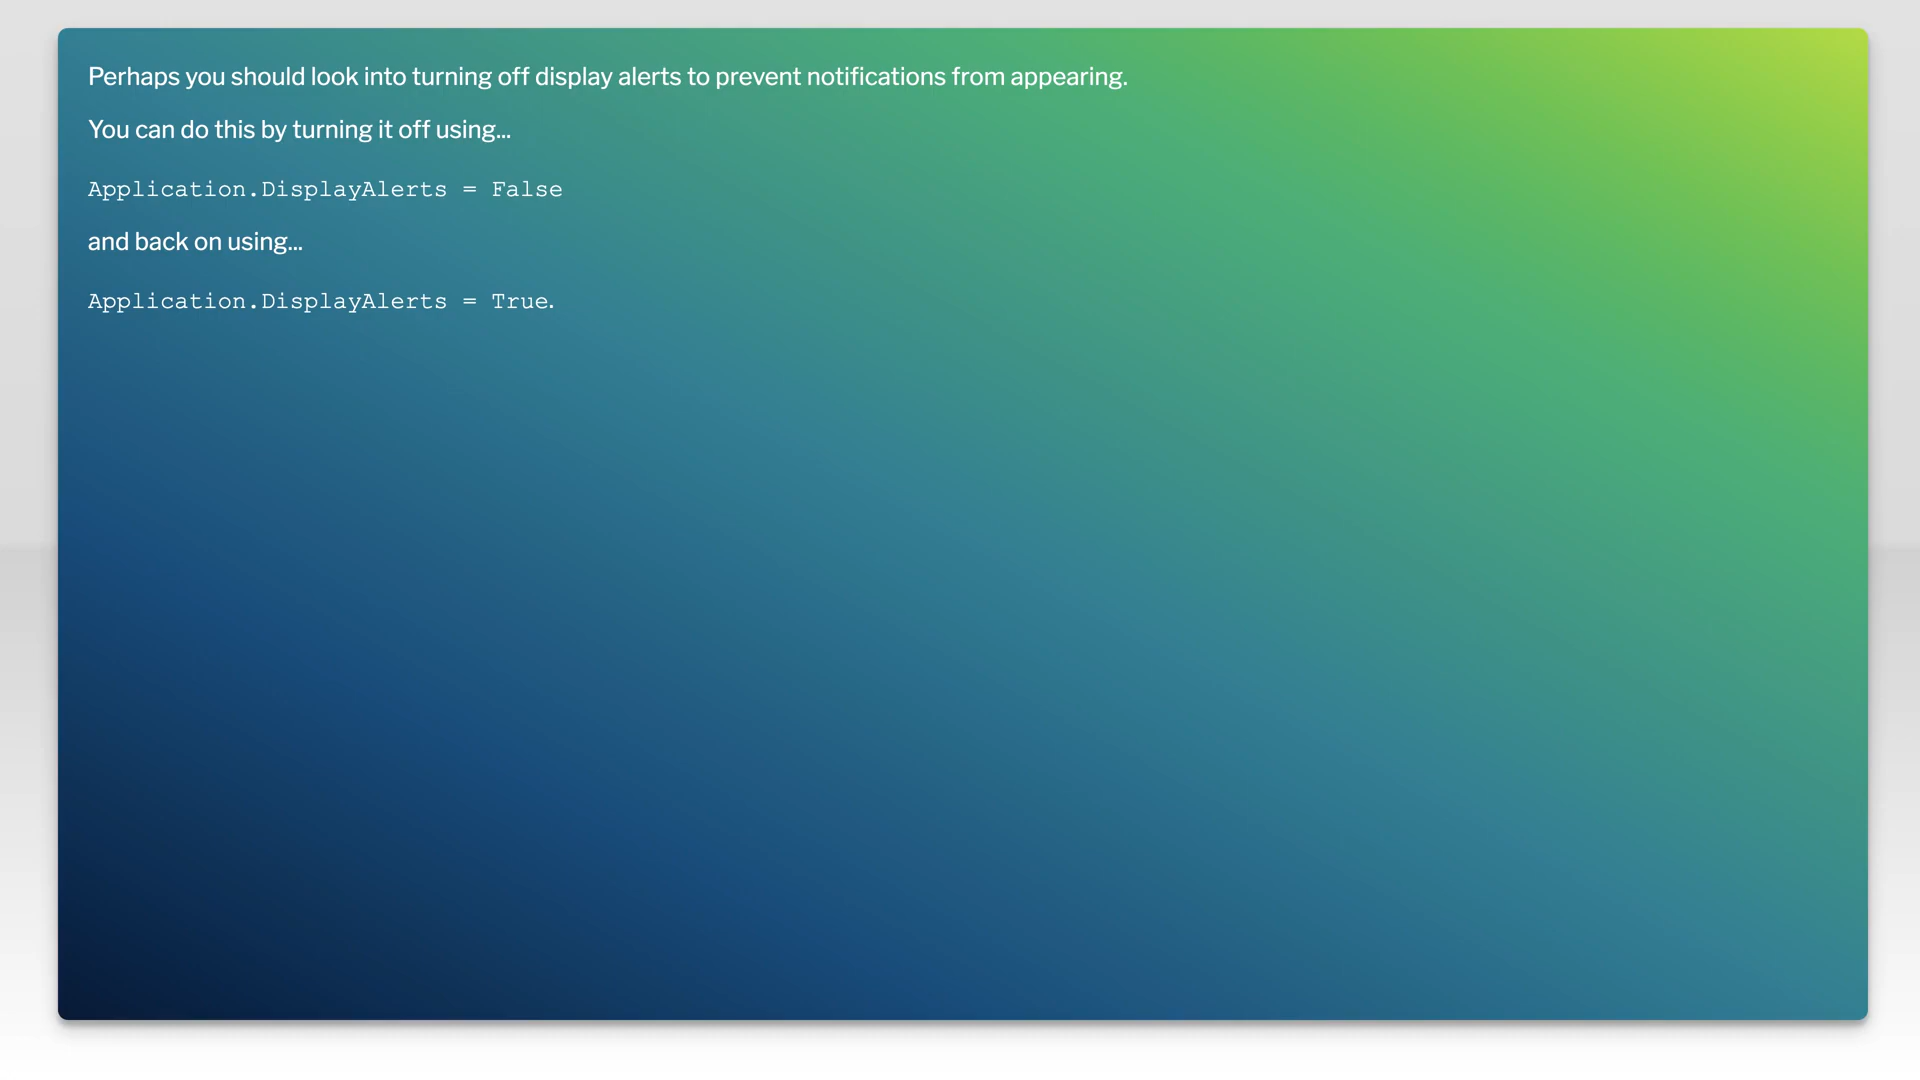 Perhaps you should look into turning off display alerts to prevent notifications from appearing.
You can do this by turning it off using...
Application.DisplayAlerts = False
and back on using...
Application.DisplayAlerts = True.